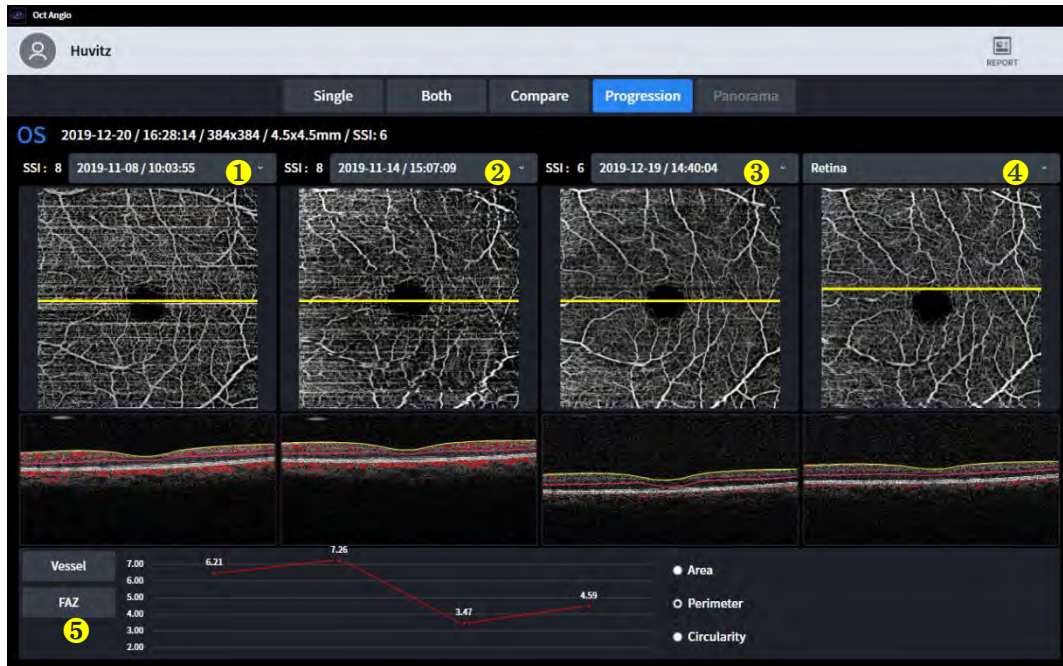 Oct Angio
Huvitz
REPORT
Single Both Compare Progression Panorama
OS 2019-12-20 / 16:28:14 / 384x384 / 4.5x4.5mm / SSI: 6
SSI : 8 2019-11-08 / 10:03:55 1 SSI : 8 2019-11-14 / 15:07:09 2 SSI : 6 2019-12-19 / 14:40:04 3 Retina 4
Vessel
FAZ
5
7.00
6.00
5.00
4.00
3.00
2.00
6.21
7.26
3.47
4.59
Area
Perimeter
Circularity